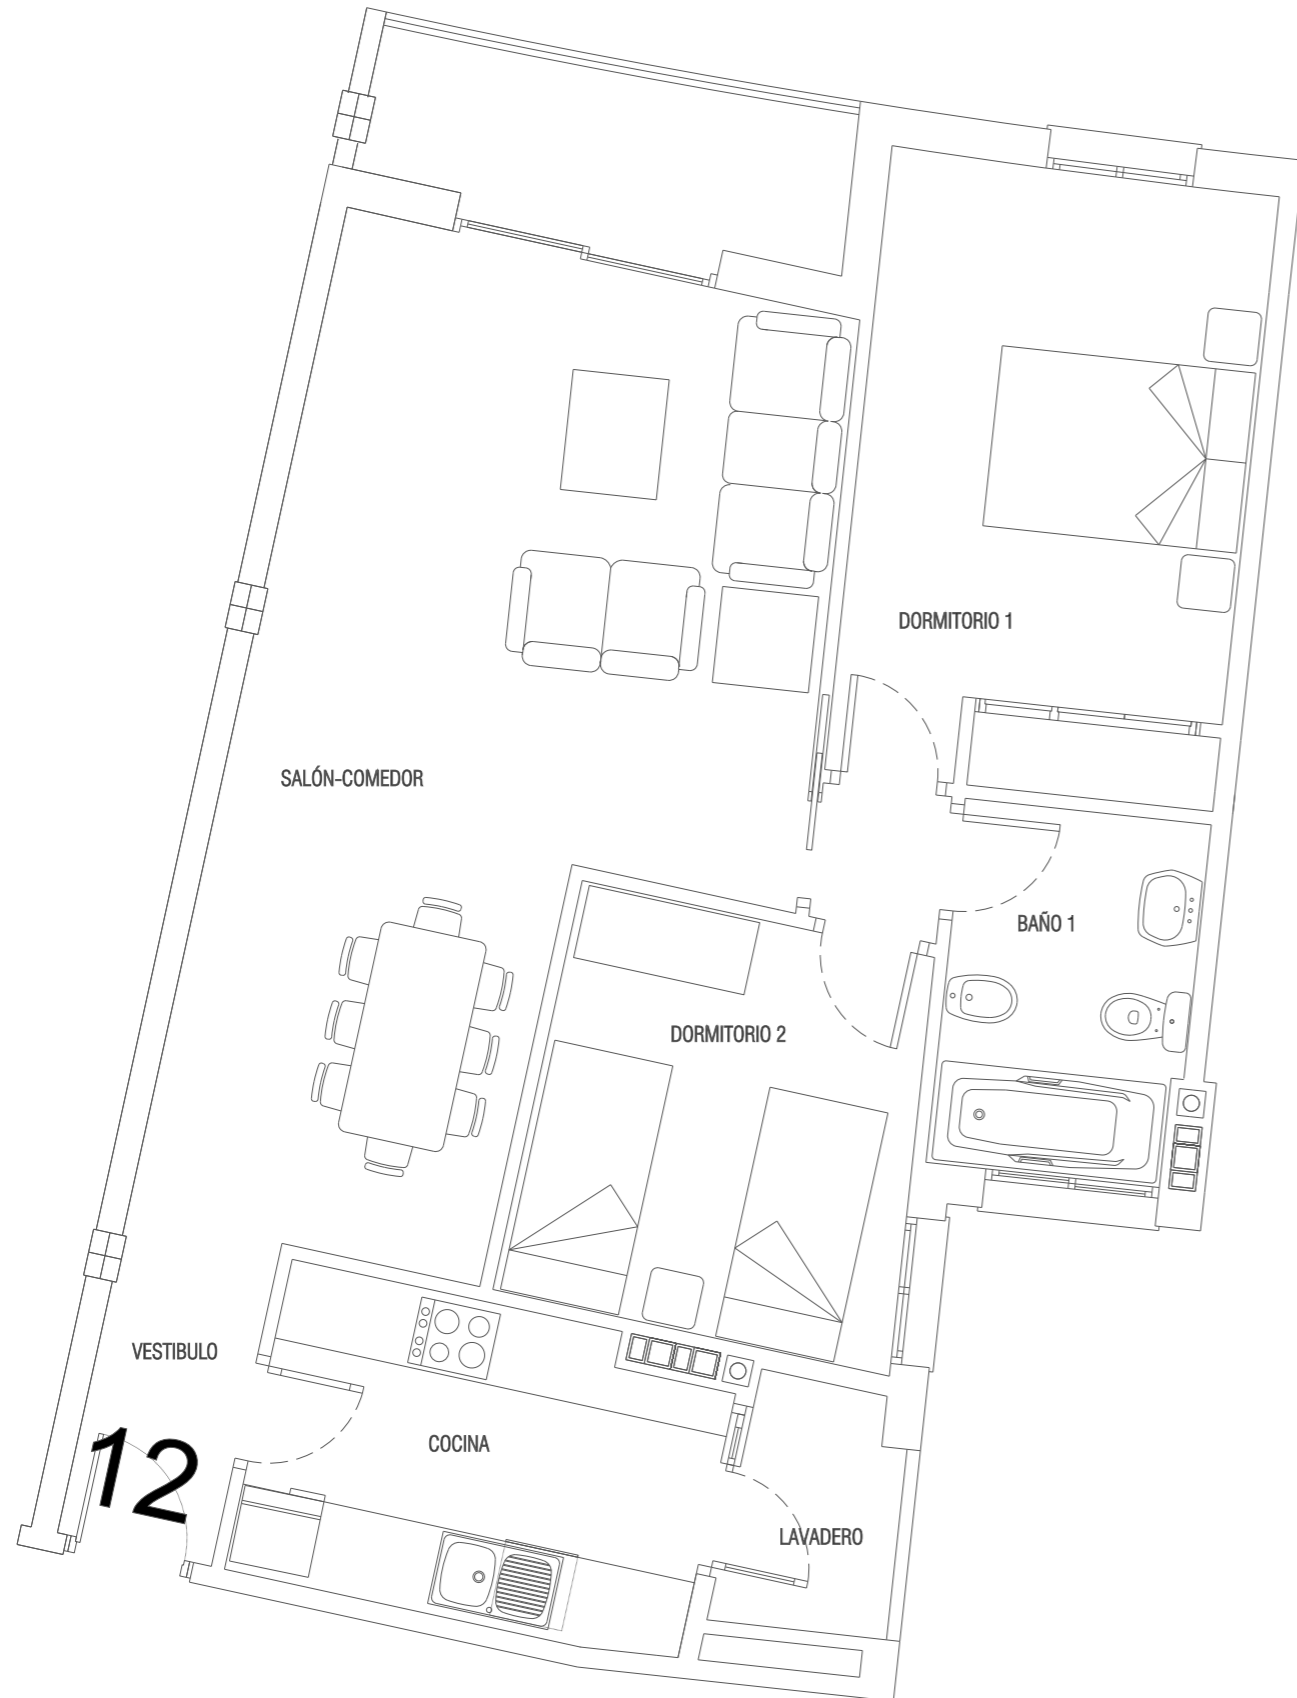 DORMITORIO 1
SALÓN-COMEDOR
BAÑO 1
DORMITORIO 2
VESTIBULO
COCINA
12
LAVADERO